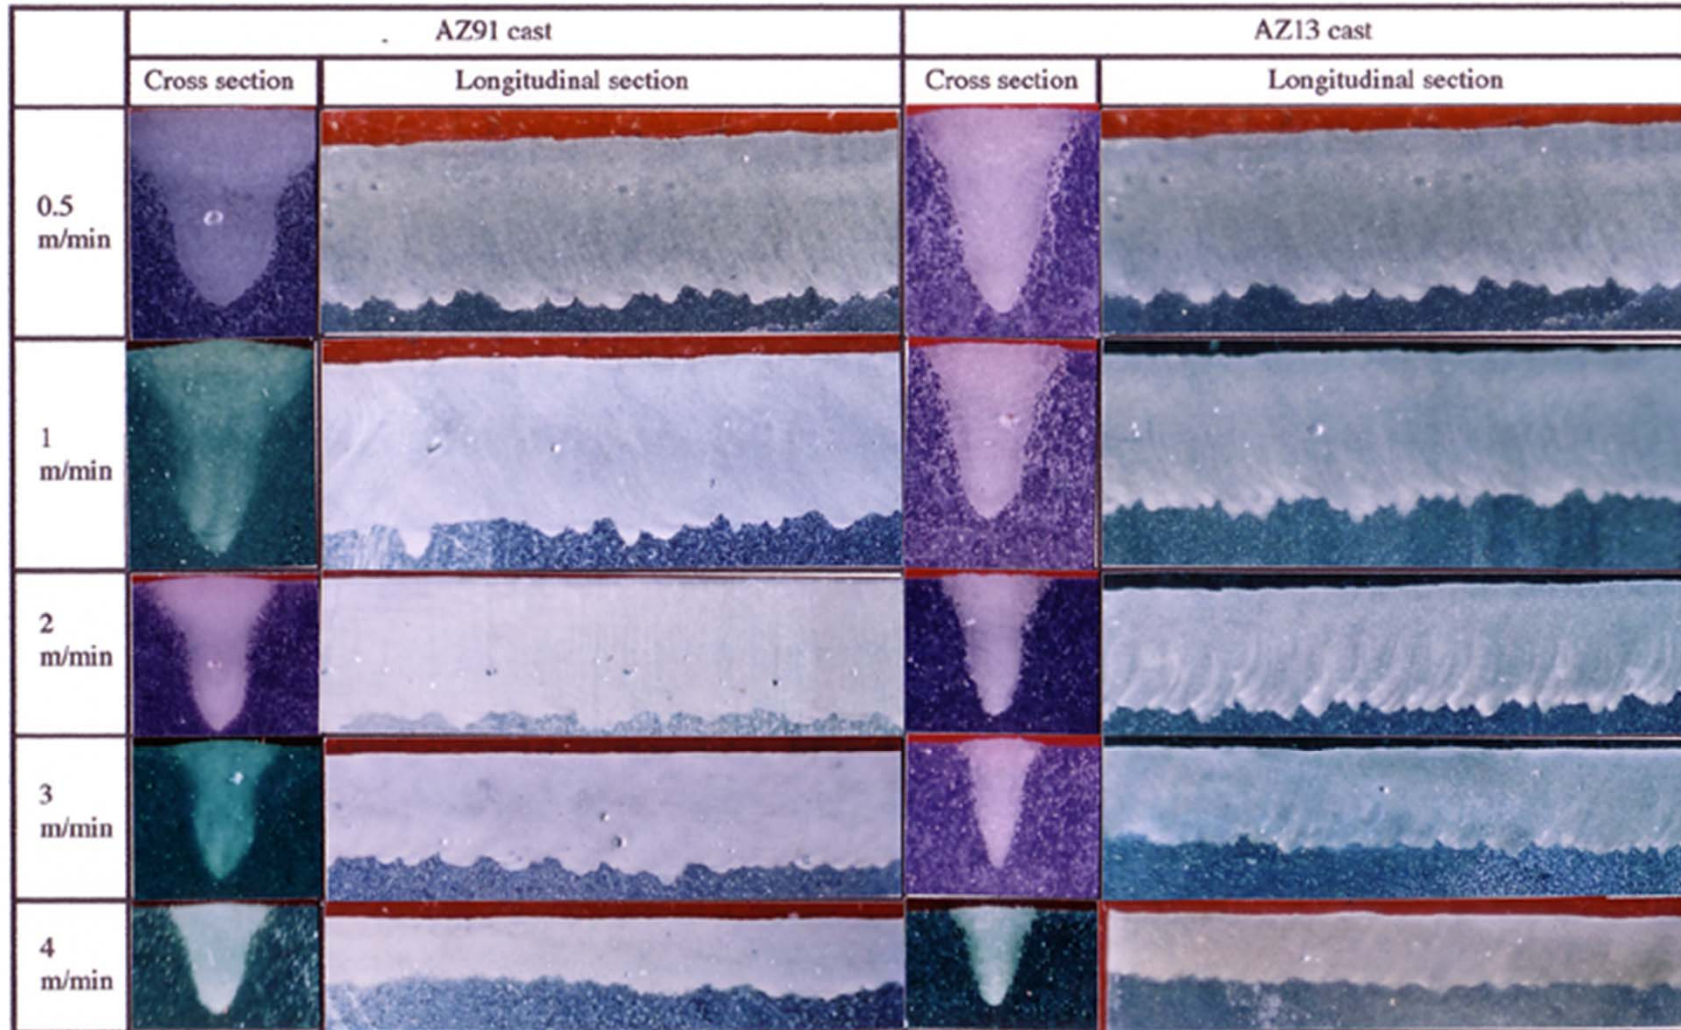 AZ91 cast
AZ13 cast
Cross section
Longitudinal section
Cross section
Longitudinal section
0.5
m/min
1
m/min
2
m/min
3
m/min
4
m/min